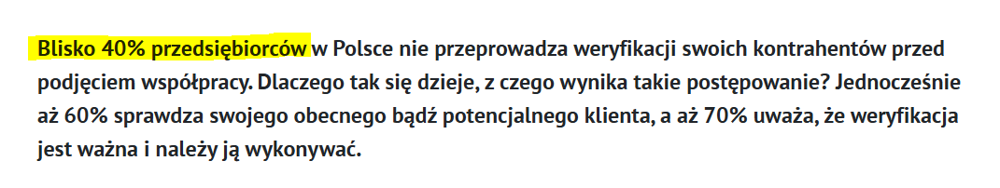 Blisko 40% przedsiębiorców w Polsce nie przeprowadza weryfikacji swoich kontrahentów przed
podjęciem współpracy. Dlaczego tak się dzieje, z czego wynika takie postępowanie? Jednocześnie
aż 60% sprawdza swojego obecnego bądź potencjalnego klienta, a aż 70% uważa, że weryfikacja
jest ważna i należy ją wykonywać.